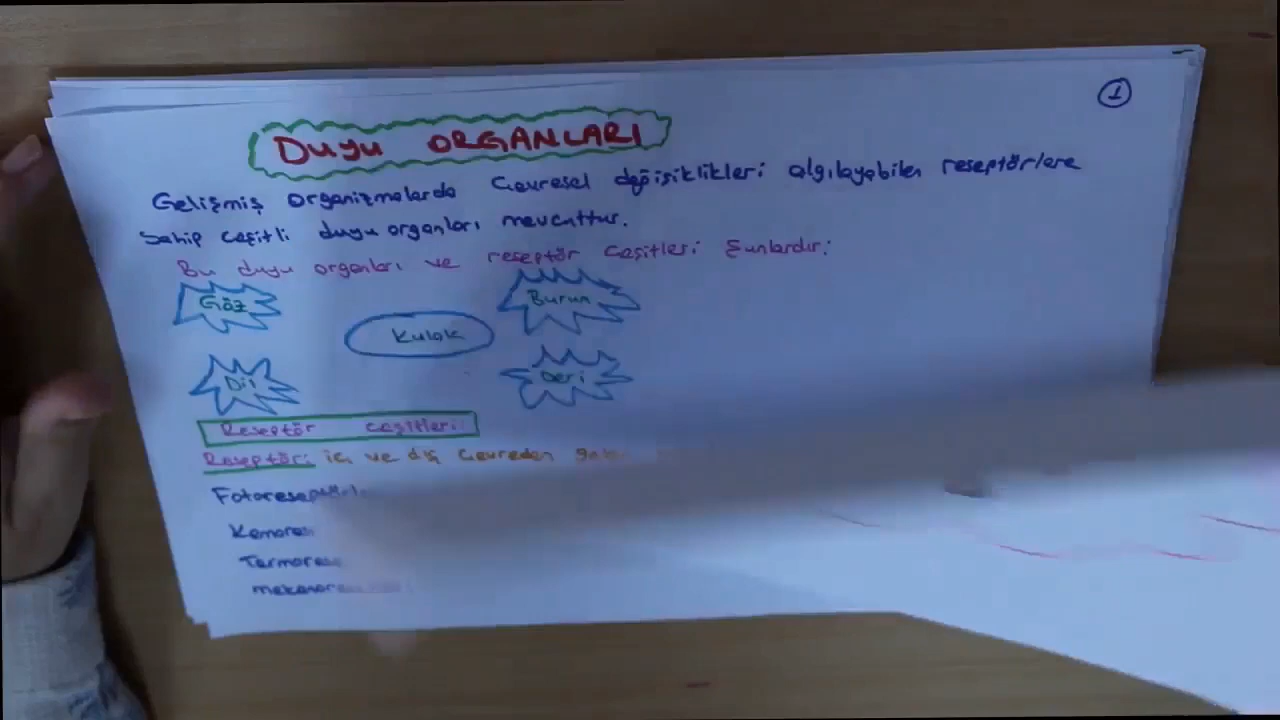 1
DUYU ORGANLARI
Gelişmiş organizmalarda Çevresel değişiklikleri algılayabilen reseptörlere
sahip çeşitli duyu organları mevcuttur.
Bu duyu organları ve reseptör çeşitleri şunlardır:
Göz
Burun
Kulak
Dil
Deri
Reseptör çeşitleri:
Reseptör: iç ve dış Çevreden